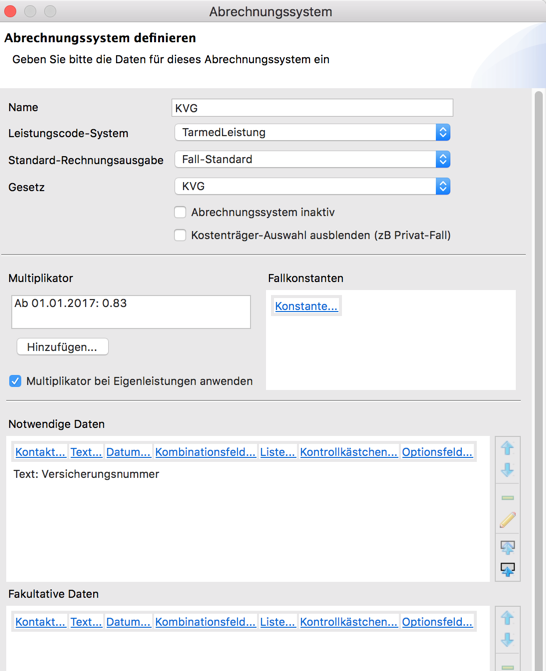 Abrechnungssystem
Abrechnungssystem definieren
Geben Sie bitte die Daten für dieses Abrechnungssystem ein
Name KVG
Leistungscode-System TarmedLeistung
Standard-Rechnungsausgabe Fall-Standard
Gesetz KVG
Abrechnungssystem inaktiv
Kostenträger-Auswahl ausblenden (zB Privat-Fall)
Multiplikator Fallkonstanten
Ab 01.01.2017: 0.83 Konstante...
Hinzufügen...
Multiplikator bei Eigenleistungen anwenden
Notwendige Daten
Kontakt... Text... Datum... Kombinationsfeld... Liste... Kontrollkästchen... Optionsfeld...
Text: Versicherungsnummer
Fakultative Daten
Kontakt... Text... Datum... Kombinationsfeld... Liste... Kontrollkästchen... Optionsfeld...